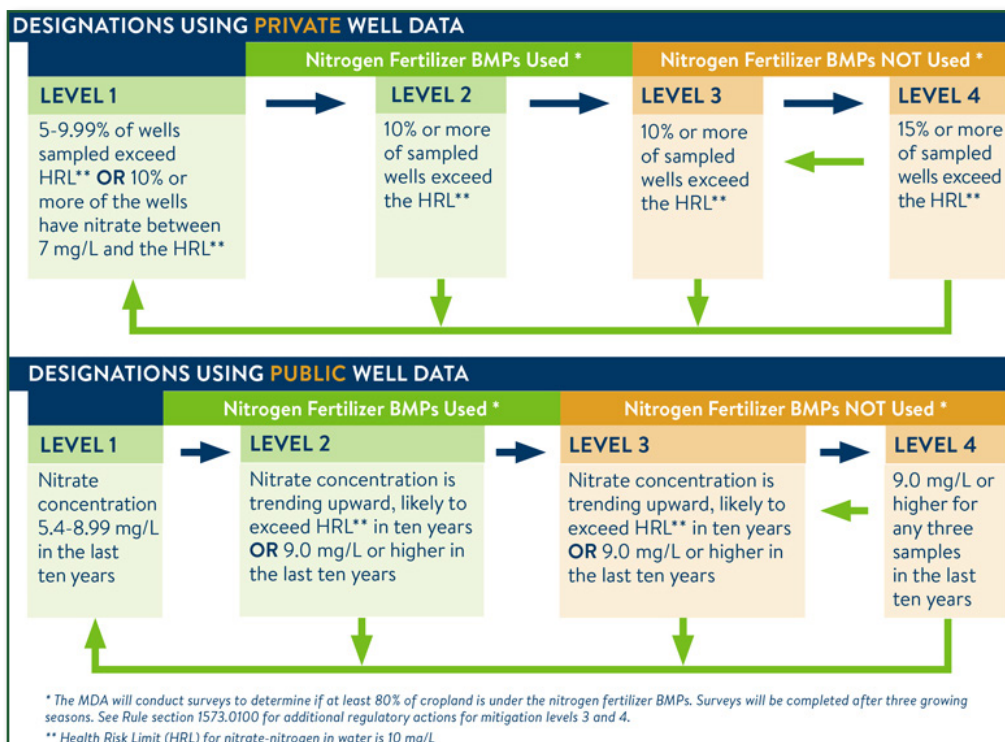 DESIGNATIONS USING PRIVATE WELL DATA
Nitrogen Fertilizer BMPs Used *
Nitrogen Fertilizer BMPs NOT Used *
LEVEL 1
5-9.99% of wells
sampled exceed
HRL** OR 10% or
more of the wells
have nitrate between
7 mg/L and the HRL**
LEVEL 2
10% or more
of sampled
wells exceed
the HRL**
LEVEL 3
10% or more
of sampled
wells exceed
the HRL**
LEVEL 4
15% or more
of sampled
wells exceed
the HRL**
DESIGNATIONS USING PUBLIC WELL DATA
Nitrogen Fertilizer BMPs Used *
Nitrogen Fertilizer BMPs NOT Used *
LEVEL 1
Nitrate
concentration
5.4-8.99 mg/L
in the last
ten years
LEVEL 2
Nitrate concentration is
trending upward, likely to
exceed HRL** in ten years
OR 9.0 mg/L or higher in
the last ten years
LEVEL 3
Nitrate concentration is
trending upward, likely to
exceed HRL** in ten years
OR 9.0 mg/L or higher in
the last ten years
LEVEL 4
9.0 mg/L or
higher for
any three
samples
in the last
ten years
* The MDA will conduct surveys to determine if at least 80% of cropland is under the nitrogen fertilizer BMPs. Surveys will be completed after three growing
seasons. See Rule section 1573.0100 for additional regulatory actions for mitigation levels 3 and 4.
** Health Risk Limit (HRL) for nitrate-nitrogen in water is 10 mg/L